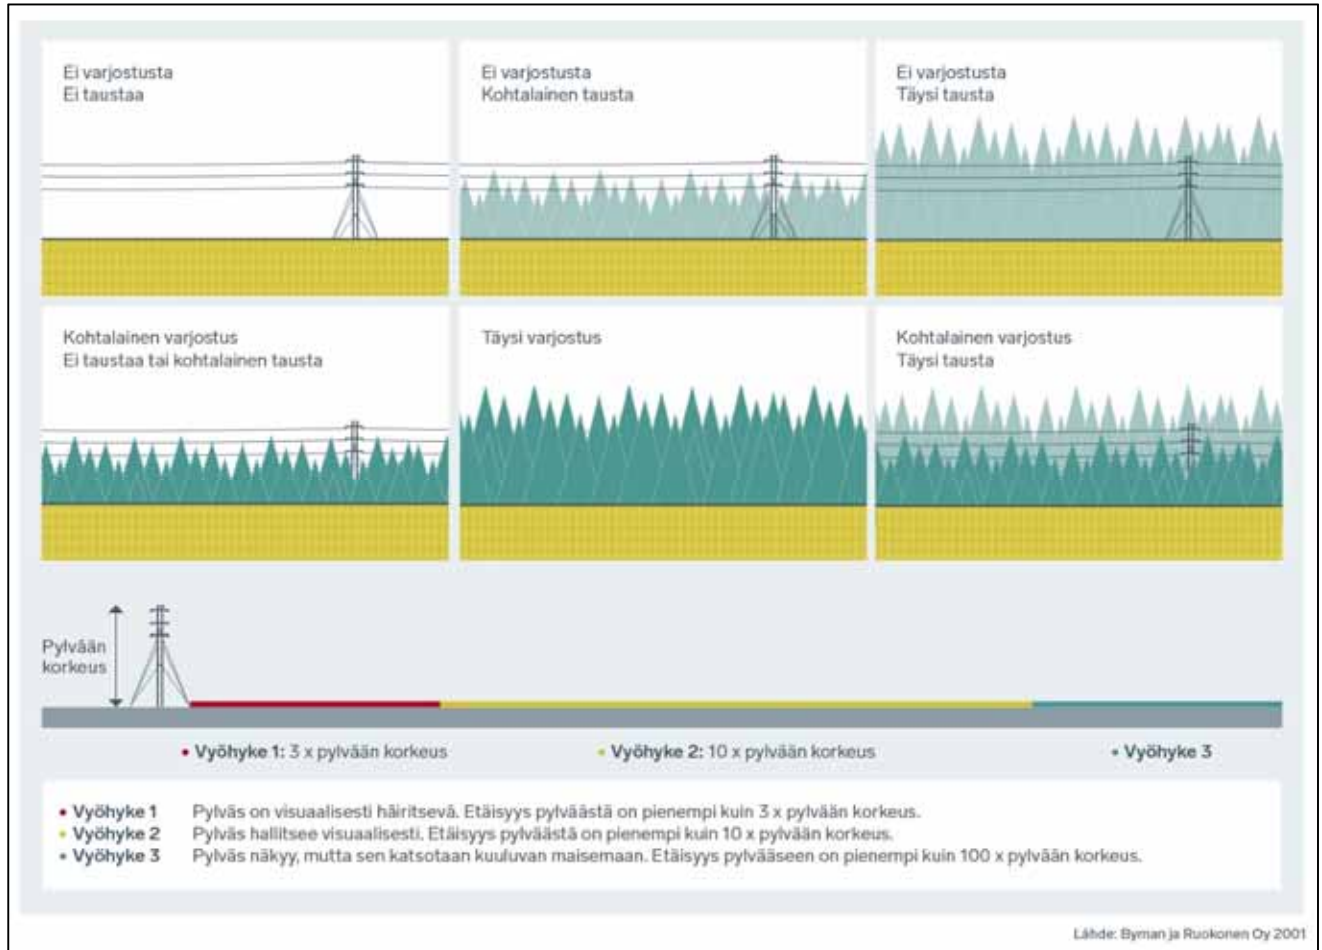 Ei varjostusta
Ei taustaa
Ei varjostusta
Kohtalainen tausta
Ei varjostusta
Täysi tausta
Kohtalainen varjostus
Ei taustaa tai kohtalainen tausta
Täysi varjostus
Kohtalainen varjostus
Täysi tausta
Pylvään
korkeus
• Vyöhyke 1: 3 x pylvään korkeus
• Vyöhyke 2: 10 x pylvään korkeus
• Vyöhyke 3
• Vyöhyke 1 Pylväs on visuaalisesti häiritsevä. Etäisyys pylväästä on pienempi kuin 3 x pylvään korkeus.
• Vyöhyke 2 Pylväs hallitsee visuaalisesti. Etäisyys pylväästä on pienempi kuin 10 x pylvään korkeus.
• Vyöhyke 3 Pylväs näkyy, mutta sen katsotaan kuuluvan maisemaan. Etäisyys pylvääseen on pienempi kuin 100 x pylvään korkeus.
Lähde: Byman ja Ruokonen Oy 2001